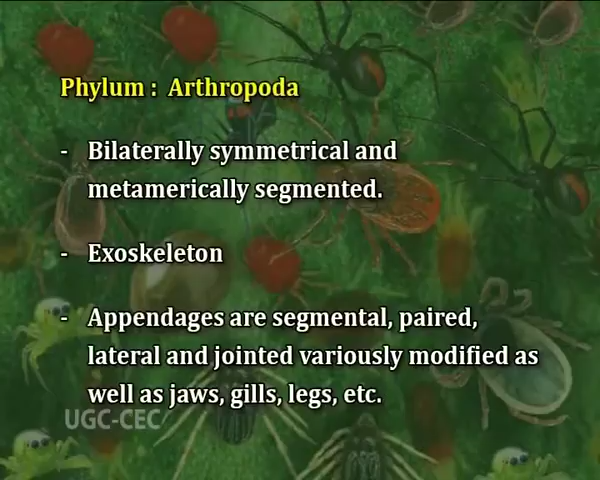 Phylum : Arthropoda
- Bilaterally symmetrical and
metamerically segmented.
- Exoskeleton
- Appendages are segmental, paired,
lateral and jointed variously modified as
well as jaws, gills, legs, etc.
UGC-CEC